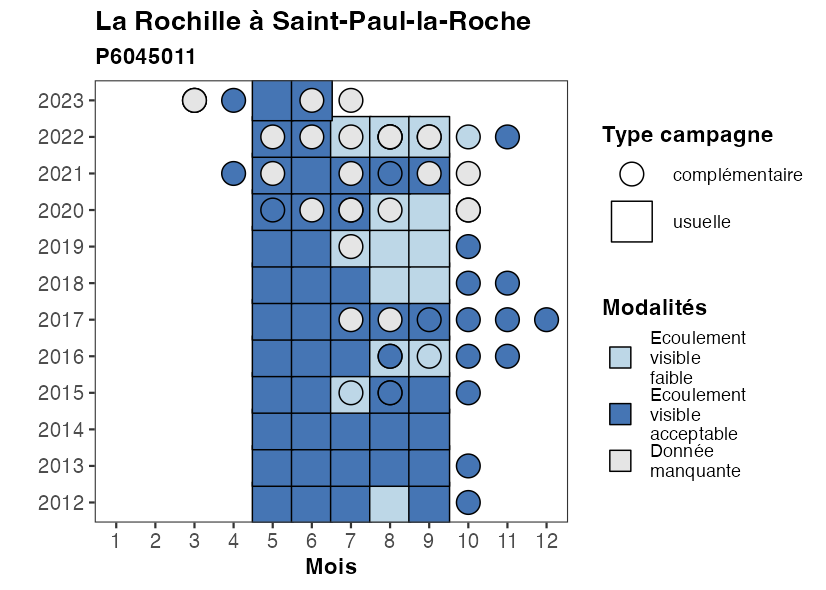 La Rochille à Saint-Paul-la-Roche
P6045011
2023
2022
2021
2020
2019
2018
2017
2016
2015
2014
2013
2012
1 2 3 4 5 6 7 8 9 10 11 12
Mois
Type campagne
complémentaire
usuelle
Modalités
Ecoulement
visible
faible
Ecoulement
visible
acceptable
Donnée
manquante